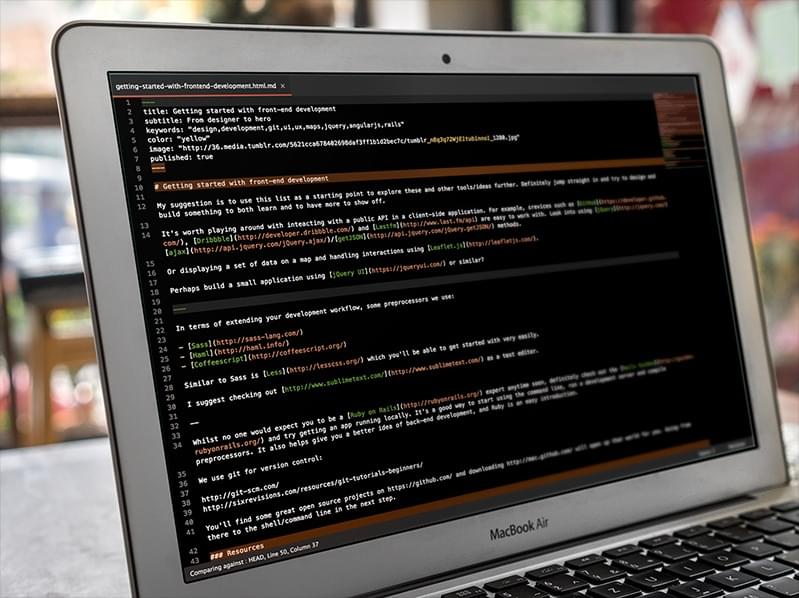 getting-started-with-frontend-development.html.md
1
2 title: Getting started with front-end development
3 subtitle: From designer to hero
4 keywords: "design,development,git,ui,ux,maps,jquery,angularjs,rails"
5 color: "yellow"
6
7 published: true
8
9
10 # Getting started with front-end development
11
12 My suggestion is to use this list as a starting point to explore these and other tools/ideas further. Definitely jump straight in and try to design and
build something to both learn and to have more to show off.
13
14 It's worth playing around with inteacting with a public API in a client-side application. For example, srevices such as [Github](https://developer.github.
com/), [Dribbble](http://developer.dribbble.com/) and [Lastfm](http://www.last.fm/api) are easy to work with. Look into using [jQuery](http://jquery.com/)
[ajax](http://api.jquery.com/jQuery.ajax/)/[getJSON](http://api.jquery.com/jQuery.getJSON/) methods.
15
16 Or displaying a set of data on a map and handling interactions using [Leaflet.js](http://leafletjs.com/).
17
18 Perhaps build a small application using [jQuery UI](https://jqueryui.com/) or similar?
19
20
21
22 In terms of extending your development workflow, some preprocessors we use:
23
24 - [Sass](http://sass-lang.com/)
25 - [Haml](http://haml.info/)
26 - [Coffeescript](http://coffeescript.org/)
27
28 Similar to Sass is [Less](http://lesscss.org/) which you'll be able to get started with very easily.
29
30 I suggest checking out [http://www.sublimetext.com/](http://www.sublimetext.com/) as a text editor.
31
32 —
33
34 Whilst no one would expect you to be a [Ruby on Rails](http://rubyonrails.org/) expert anytime soon, definitely check out the
rubyonrails.org/) and try getting an app running locally. It's a good way to start using the command line, run a development server and compile
preprocessors. It also helps give you a better idea of back-end development, and Ruby is an easy introduction.
35
36 We use git for version control:
37
38 http://git-scm.com/
39 http://sixrevisions.com/resources/git-tutorials-beginners/
40
41 You'll find some great open source projects on https://github.com/ and downloading http://mac.github.com/ will open up that world for you. Using from
there to the shell/command line in the next step.
42
43 ### Resources
Comparing against : HEAD, Line 50, Column 37
MacBook Air